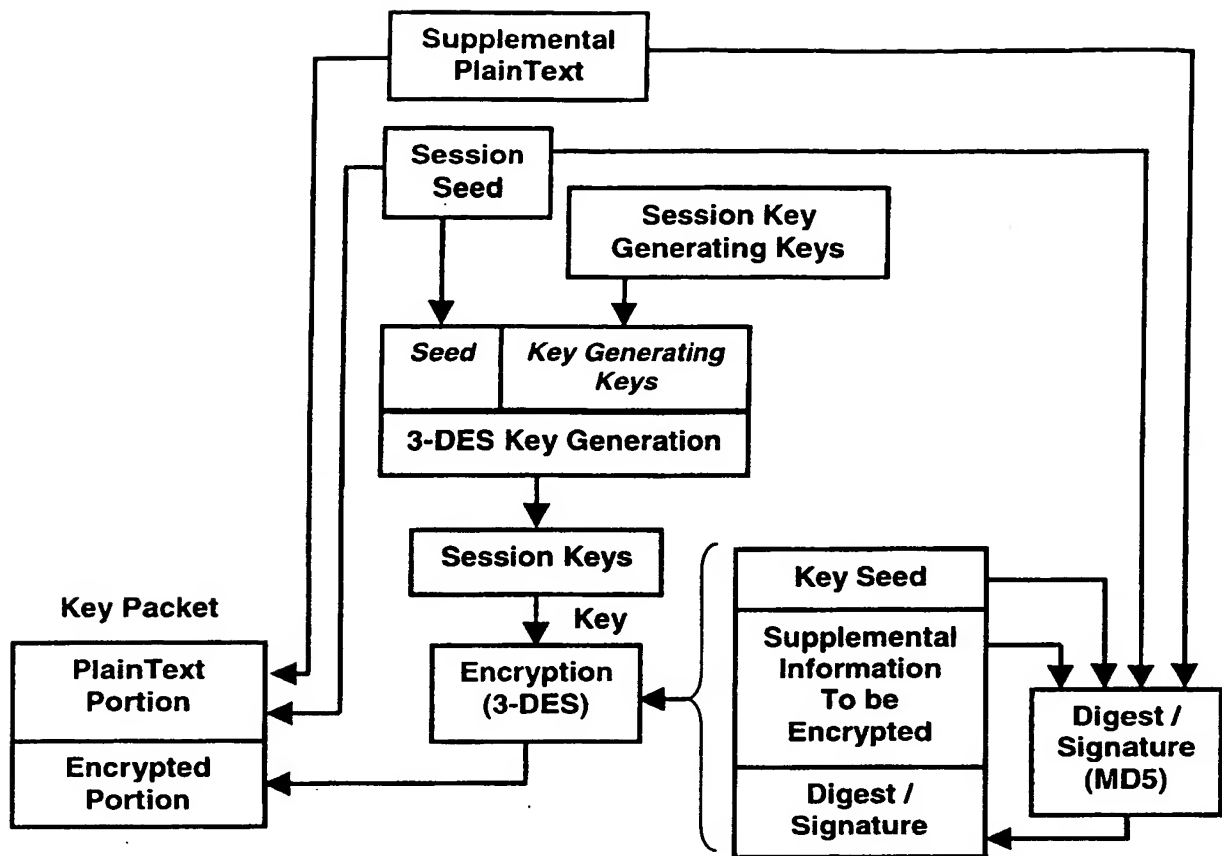 Supplemental
PlainText
Session
Seed
Session Key
Generating Keys
Seed
Key Generating
Keys
3-DES Key Generation
Session Keys
Key
Key Packet
PlainText
Portion
Encrypted
Portion
Encryption
(3-DES)
Key Seed
Supplemental
Information
To be
Encrypted
Digest /
Signature
Digest /
Signature
(MD5)